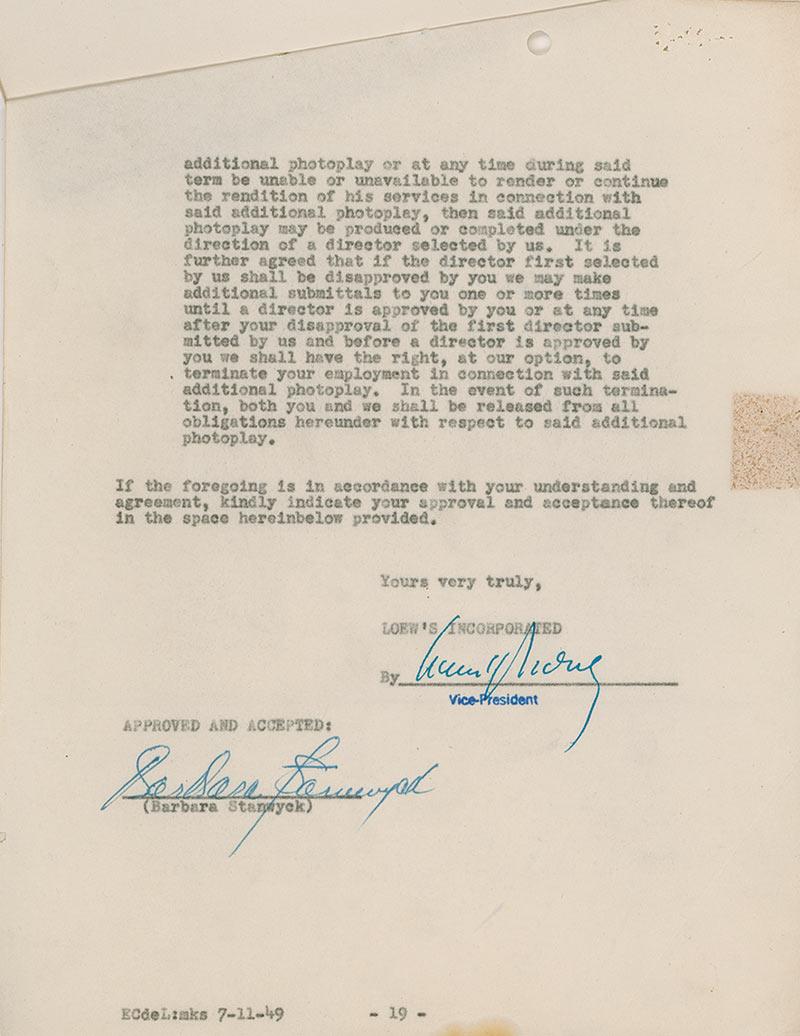 additional photoplay or at any time during said
term be unable or unavailable to render or continue
the rendition of his services in connection with
said additional photoplay, then said additional
photoplay may be produced or completed under the
direction of a director selected by us. It is
further agreed that if the director first selected
by us shall be disapproved by you we may make
additional submittals to you one or more times
until a director is approved by you or at any time
after your disapproval of the first director sub-
mitted by us and before a director is approved by
you we shall have the right, at our option, to
terminate your employment in connection with said
additional photoplay. In the event of such termina-
tion, both you and we shall be released from all
obligations hereunder with respect to said additional
photoplay.
If the foregoing is in accordance with your understanding and
agreement, kindly indicate your approval and acceptance thereof
in the space hereinbelow provided.
Yours very truly,
LOEW'S INCORPORATED
By
Vice-President
APPROVED AND ACCEPTED:
Barbara Stanwyck
(Barbara Stanwyck)
ECdeL:mks 7-11-49 - 19 -